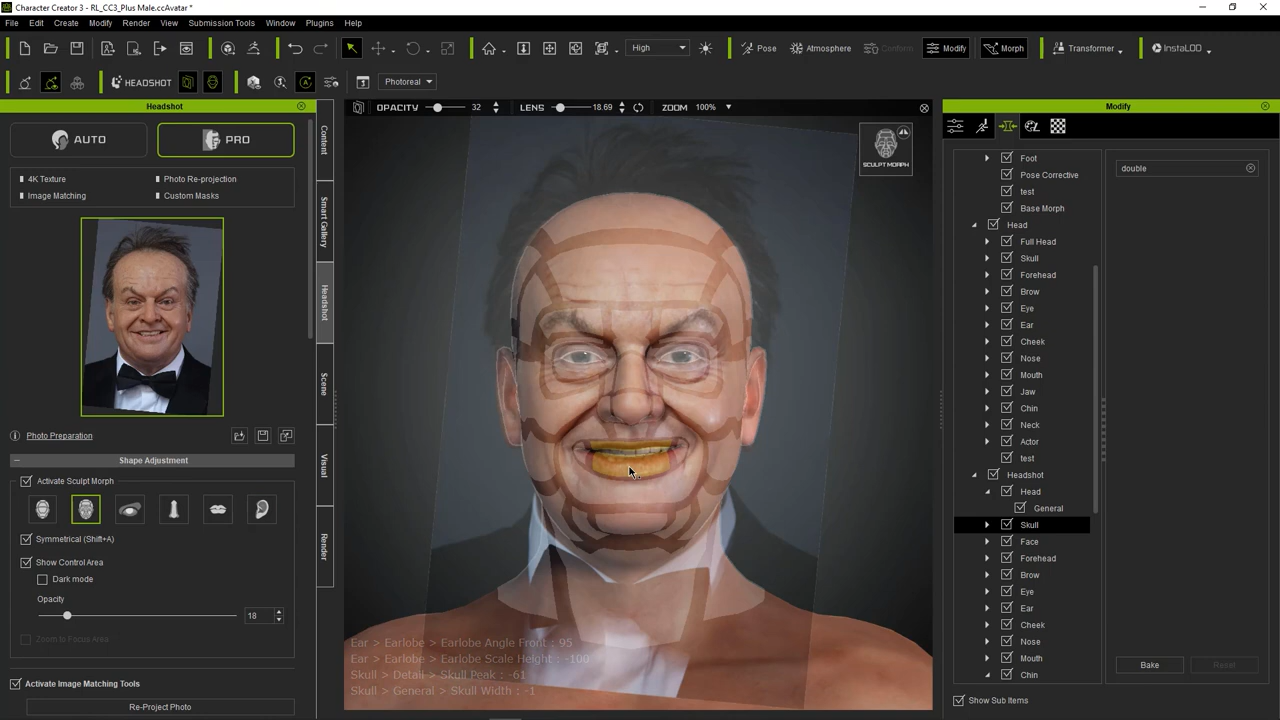 Character Creator 3 - RL_CC3_Plus Male.ccAvatar *
File Edit Create Modify Render View Submission Tools Window Plugins Help
High Pose Atmosphere Conform Modify Morph Transformer InstaLOD
HEADSHOT Photoreal
Headshot
OPACITY 32 LENS 18.69 ZOOM 100%
Modify
AUTO PRO
4K Texture Photo Re-projection
Image Matching Custom Masks
Photo Preparation
Shape Adjustment
Activate Sculpt Morph
Symmetrical (Shift+A)
Show Control Area
Dark mode
Opacity
18
Zoom to Focus Area
Activate Image Matching Tools
Re-Project Photo
Content
Smart Gallery
Headshot
Scene
Visual
Render
SCULPT MORPH
Ear > Earlobe > Earlobe Angle Front : 95
Ear > Earlobe > Earlobe Scale Height : -100
Skull > Detail > Skull Peak : -61
Skull > General > Skull Width : -1
Foot
Pose Corrective
test
Base Morph
Head
Full Head
Skull
Forehead
Brow
Eye
Ear
Cheek
Nose
Mouth
Jaw
Chin
Neck
Actor
test
Headshot
Head
General
Skull
Face
Forehead
Brow
Eye
Ear
Cheek
Nose
Mouth
Chin
Show Sub Items
double
Bake Reset